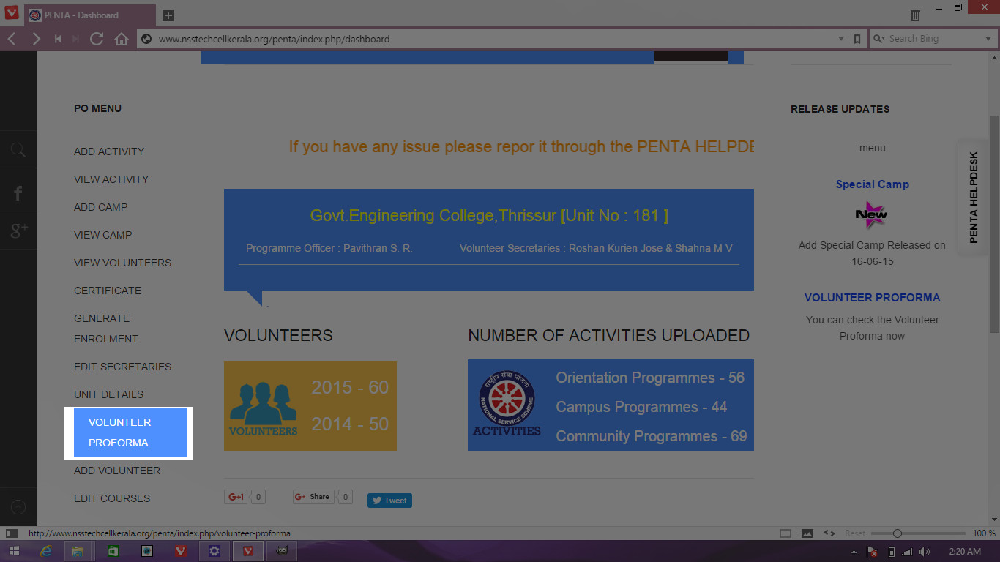 PENTA - Dashboard
www.nsstechcellkerala.org/penta/index.php/dashboard
Search Bing
PO MENU
ADD ACTIVITY
VIEW ACTIVITY
ADD CAMP
VIEW CAMP
VIEW VOLUNTEERS
CERTIFICATE
GENERATE
ENROLMENT
EDIT SECRETARIES
UNIT DETAILS
VOLUNTEER
PROFORMA
ADD VOLUNTEER
EDIT COURSES
If you have any issue please repor it through the PENTA HELPDE
Govt.Engineering College,Thrissur [Unit No : 181 ]
Programme Officer : Pavithran S. R.
Volunteer Secretaries : Roshan Kurien Jose & Shahna M V
VOLUNTEERS
VOLUNTEERS
2015 - 60
2014 - 50
NUMBER OF ACTIVITIES UPLOADED
राष्ट्रीय सेवा योजना
NATIONAL SERVICE SCHEME
ACTIVITIES
Orientation Programmes - 56
Campus Programmes - 44
Community Programmes - 69
G+1 0
G+ Share 0
Tweet
RELEASE UPDATES
menu
Special Camp
New
Add Special Camp Released on
16-06-15
VOLUNTEER PROFORMA
You can check the Volunteer
Proforma now
PENTA HELPDESK
http://www.nsstechcellkerala.org/penta/index.php/volunteer-proforma
Reset
100 %
2:20 AM